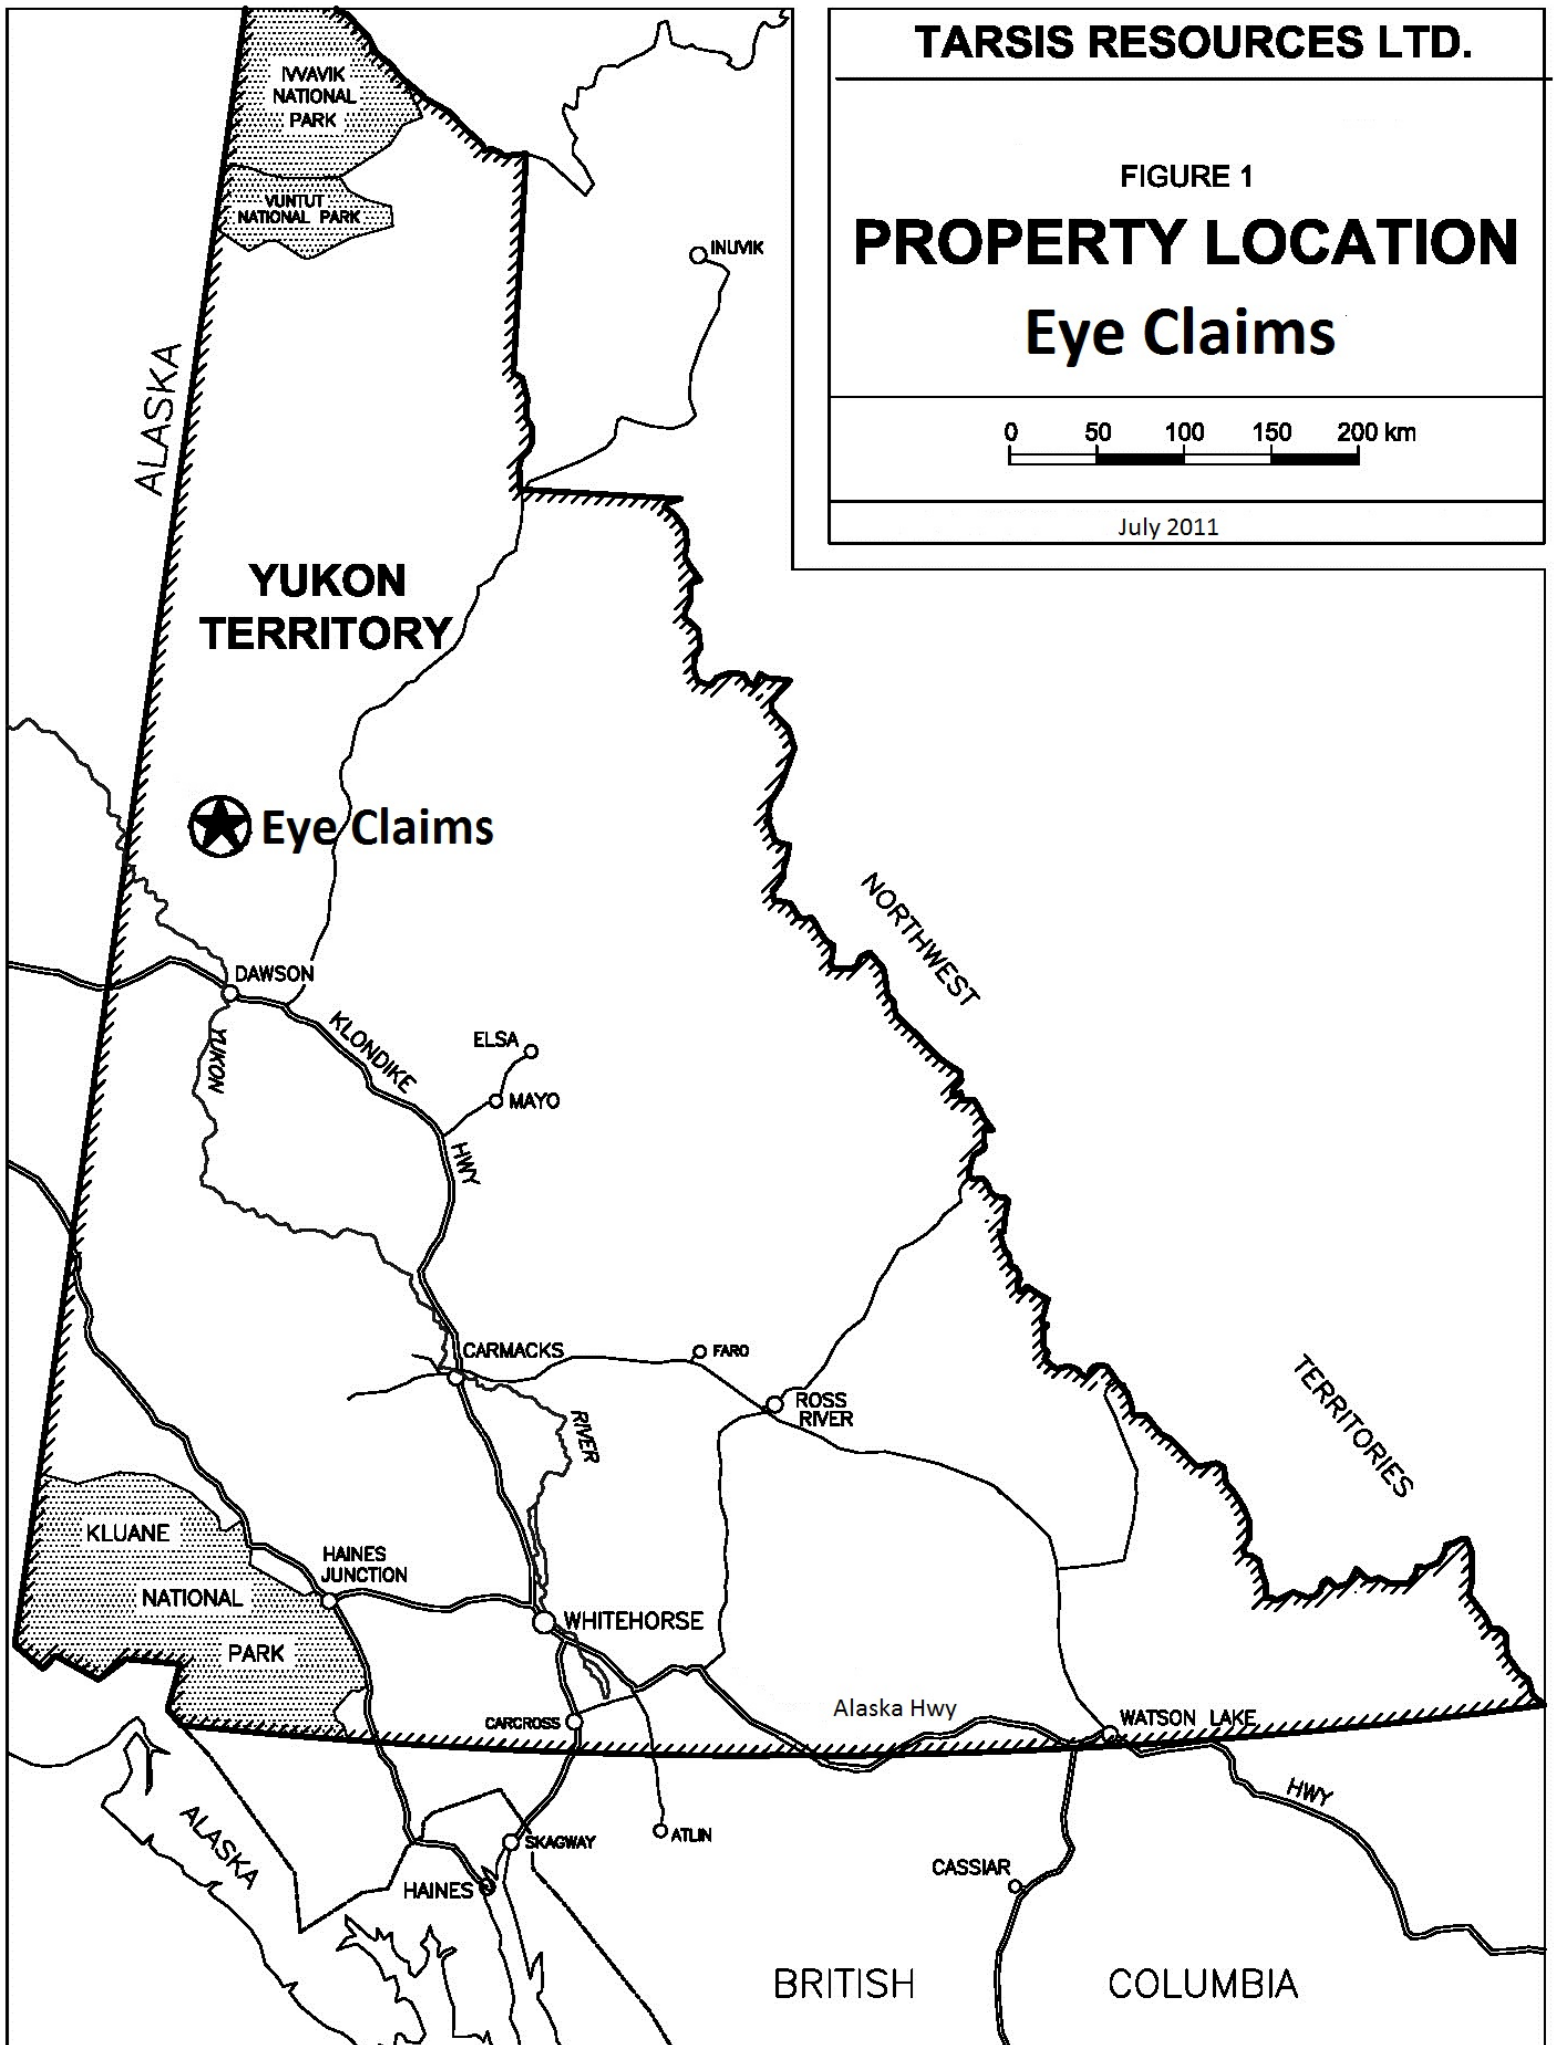 TARSIS RESOURCES LTD.
FIGURE 1
PROPERTY LOCATION
Eye Claims
0 50 100 150 200 km
July 2011
IVVAVIK
NATIONAL
PARK
VUNTUT
NATIONAL PARK
INUVIK
ALASKA
YUKON
TERRITORY
Eye Claims
NORTHWEST
DAWSON
YUKON
KLONDIKE
ELSA
MAYO
HWY
CARMACKS
FARO
ROSS
RIVER
RIVER
TERRITORIES
KLUANE
NATIONAL
PARK
HAINES
JUNCTION
WHITEHORSE
CARCROSS
Alaska Hwy
WATSON LAKE
HWY
ALASKA
SKAGWAY
ATLIN
HAINES
CASSIAR
BRITISH COLUMBIA